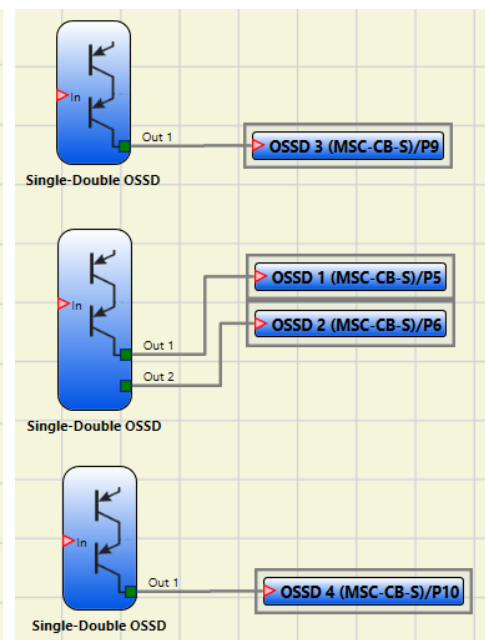 In
Out 1
OSSD 3 (MSC-CB-S)/P9
Single-Double OSSD
OSSD 1 (MSC-CB-S)/P5
In
OSSD 2 (MSC-CB-S)/P6
Out 1
Out 2
Single-Double OSSD
In
Out 1
OSSD 4 (MSC-CB-S)/P10
Single-Double OSSD